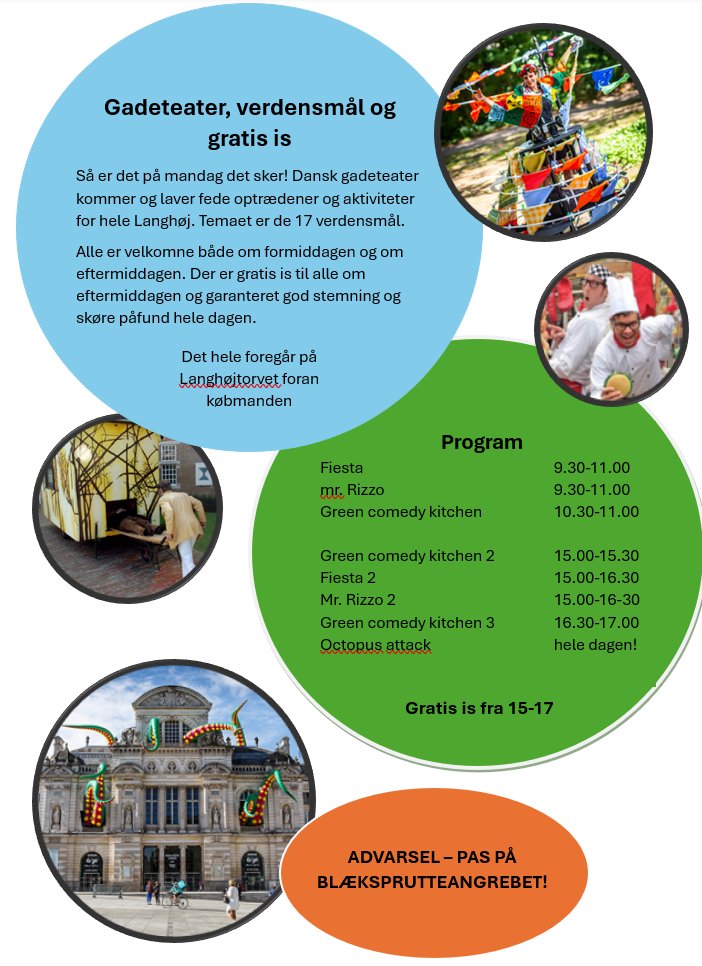 Gadeteater, verdensmål og
gratis is
Så er det på mandag det sker! Dansk gadeteater
kommer og laver fede optrædener og aktiviteter
for hele Langhøj. Temaet er de 17 verdensmål.
Alle er velkomne både om formiddagen og om
eftermiddagen. Der er gratis is til alle om
eftermiddagen og garanteret god stemning og
skøre påfund hele dagen.
Det hele foregår på
Langhøjtorvet foran
købmanden
Program
Fiesta 9.30-11.00
mr. Rizzo 9.30-11.00
Green comedy kitchen 10.30-11.00
Green comedy kitchen 2 15.00-15.30
Fiesta 2 15.00-16.30
Mr. Rizzo 2 15.00-16-30
Green comedy kitchen 3 16.30-17.00
Octopus attack hele dagen!
Gratis is fra 15-17
ADVARSEL – PAS PÅ
BLÆKSPRUTTEANGREBET!